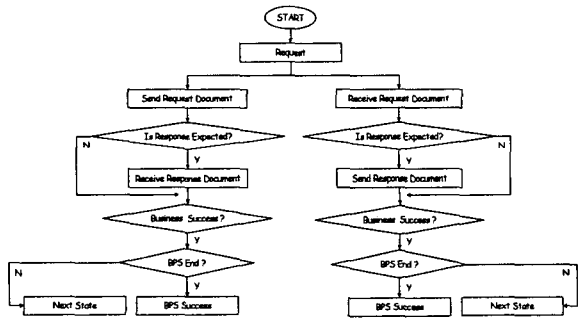 START
Request
Send Request Document
Receive Request Document
Is Response Expected?
Is Response Expected?
N
Y
Y
N
Receive Response Document
Send Response Document
Business Success?
Business Success?
Y
Y
BPS End?
BPS End?
N
Y
Y
N
Next State
BPS Success
BPS Success
Next State